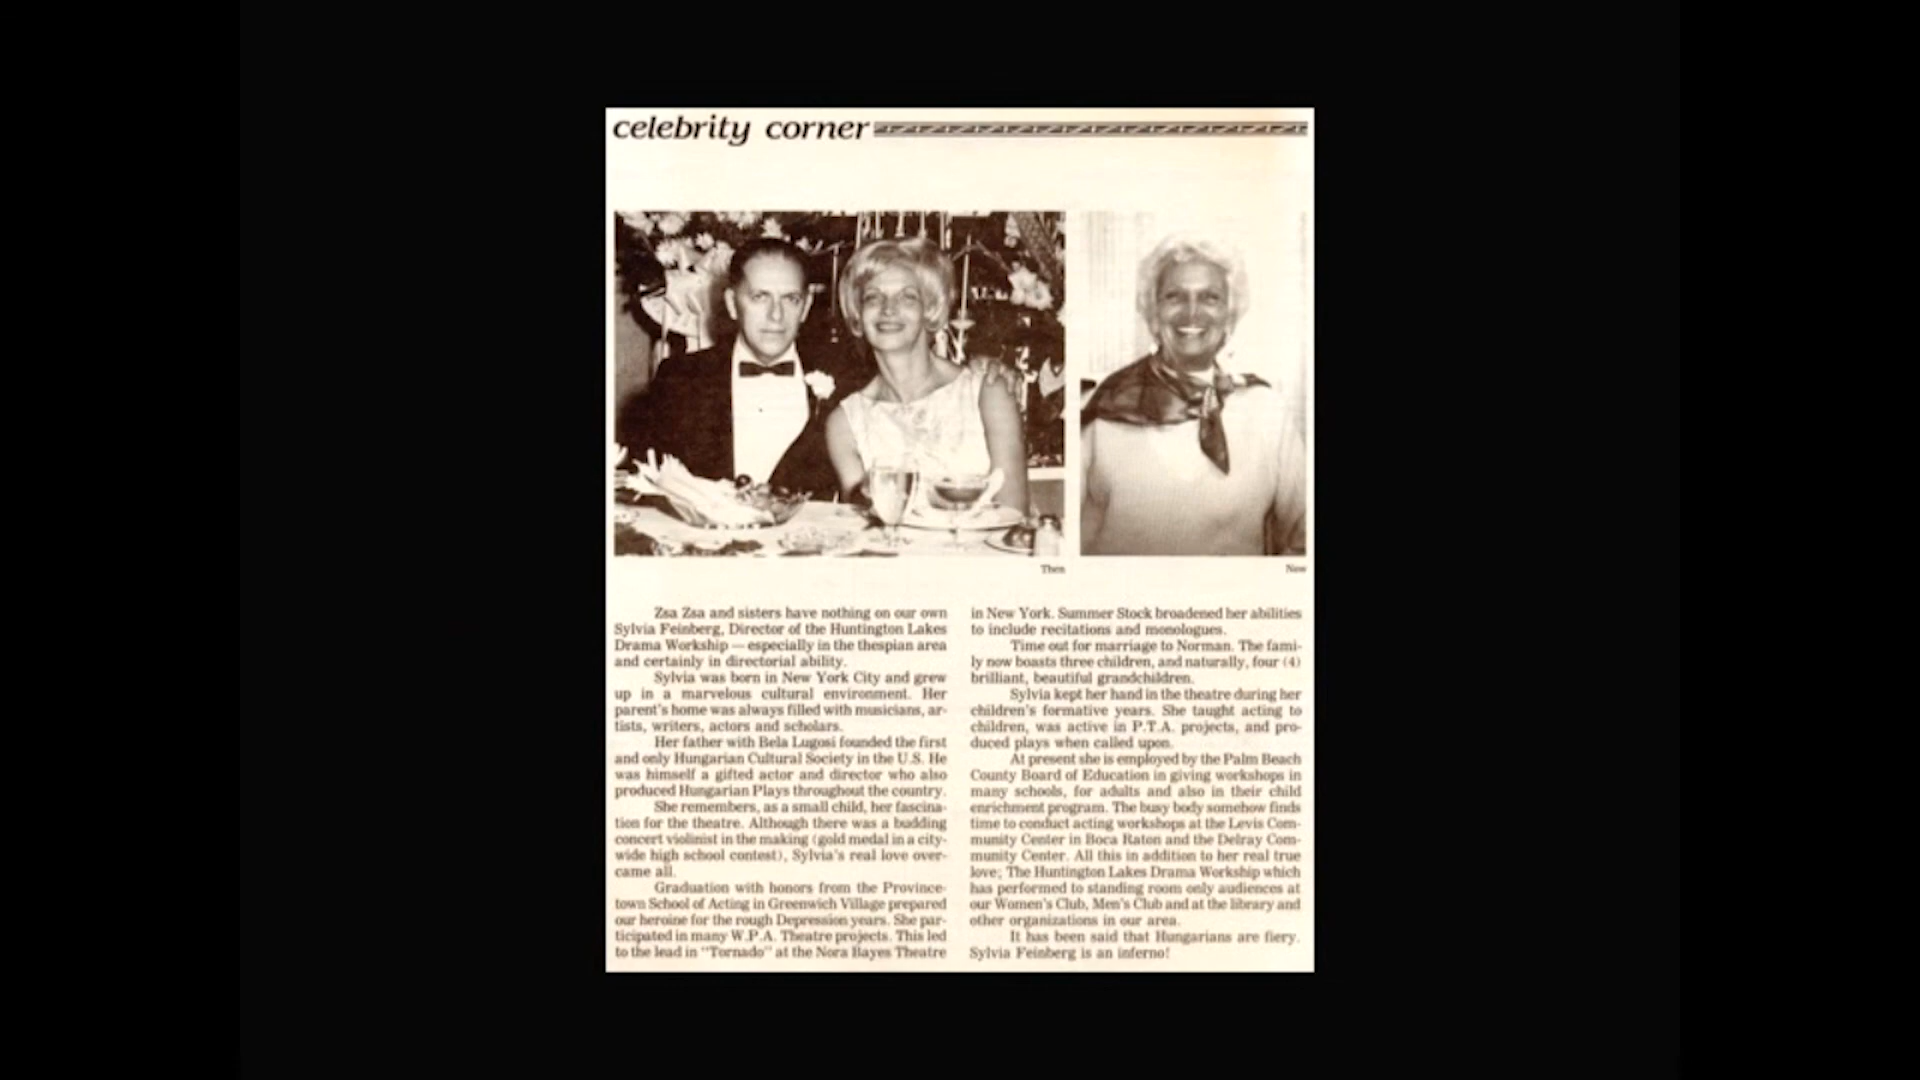 celebrity corner
Then
Now
Zsa Zsa and sisters have nothing on our own
Sylvia Feinberg, Director of the Huntington Lakes
Drama Workship — especially in the thespian area
and certainly in directorial ability.
Sylvia was born in New York City and grew
up in a marvelous cultural environment. Her
parent's home was always filled with musicians, ar-
tists, writers, actors and scholars.
Her father with Bela Lugosi founded the first
and only Hungarian Cultural Society in the U.S. He
was himself a gifted actor and director who also
produced Hungarian Plays throughout the country.
She remembers, as a small child, her fascina-
tion for the theatre. Although there was a budding
concert violinist in the making (gold medal in a city-
wide high school contest), Sylvia's real love over-
came all.
Graduation with honors from the Province-
town School of Acting in Greenwich Village prepared
our heroine for the rough Depression years. She par-
ticipated in many W.P.A. Theatre projects. This led
to the lead in "Tornado" at the Nora Bayes Theatre
in New York. Summer Stock broadened her abilities
to include recitations and monologues.
Time out for marriage to Norman. The fami-
ly now boasts three children, and naturally, four (4)
brilliant, beautiful grandchildren.
Sylvia kept her hand in the theatre during her
children's formative years. She taught acting to
children, was active in P.T.A. projects, and pro-
duced plays when called upon.
At present she is employed by the Palm Beach
County Board of Education in giving workshops in
many schools, for adults and also in their child
enrichment program. The busy body somehow finds
time to conduct acting workshops at the Levis Com-
munity Center in Boca Raton and the Delray Com-
munity Center. All this in addition to her real true
love; The Huntington Lakes Drama Workship which
has performed to standing room only audiences at
our Women's Club, Men's Club and at the library and
other organizations in our area.
It has been said that Hungarians are fiery.
Sylvia Feinberg is an inferno!